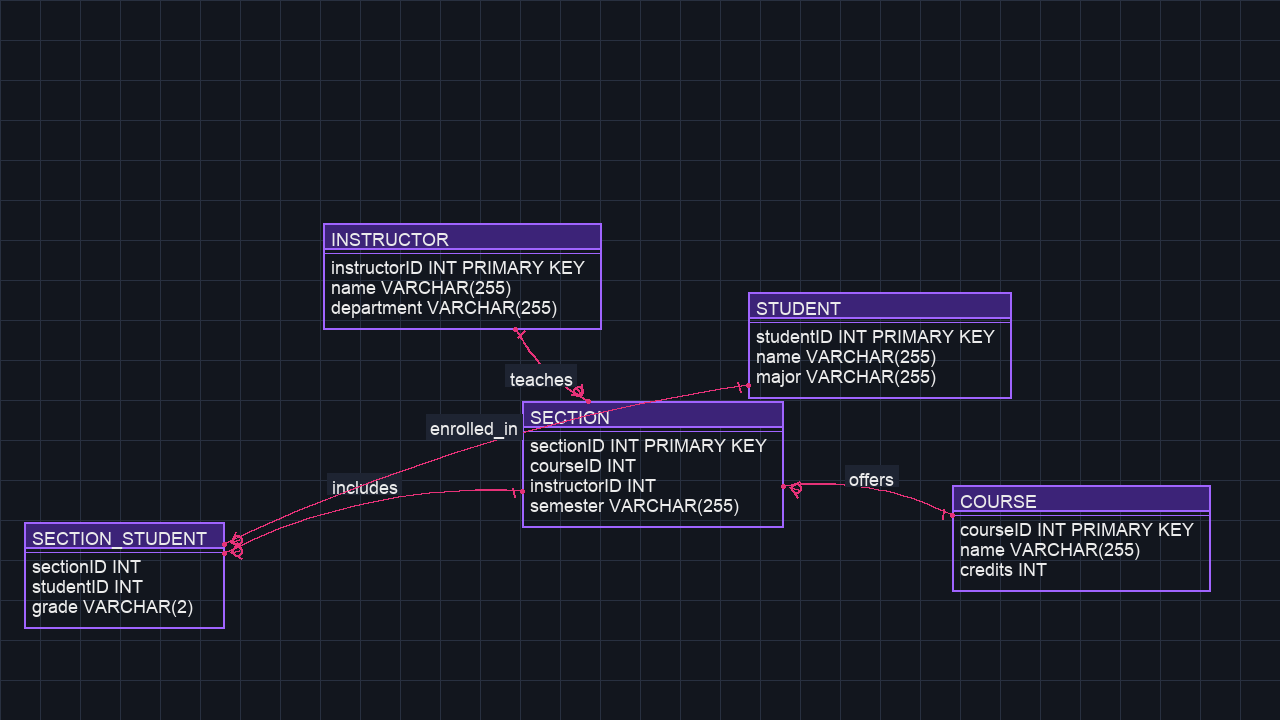 INSTRUCTOR
instructorID INT PRIMARY KEY
name VARCHAR(255)
department VARCHAR(255)
STUDENT
studentID INT PRIMARY KEY
name VARCHAR(255)
major VARCHAR(255)
teaches
SECTION
sectionID INT PRIMARY KEY
courseID INT
instructorID INT
semester VARCHAR(255)
enrolled_in
includes
offers
COURSE
courseID INT PRIMARY KEY
name VARCHAR(255)
credits INT
SECTION_STUDENT
sectionID INT
studentID INT
grade VARCHAR(2)